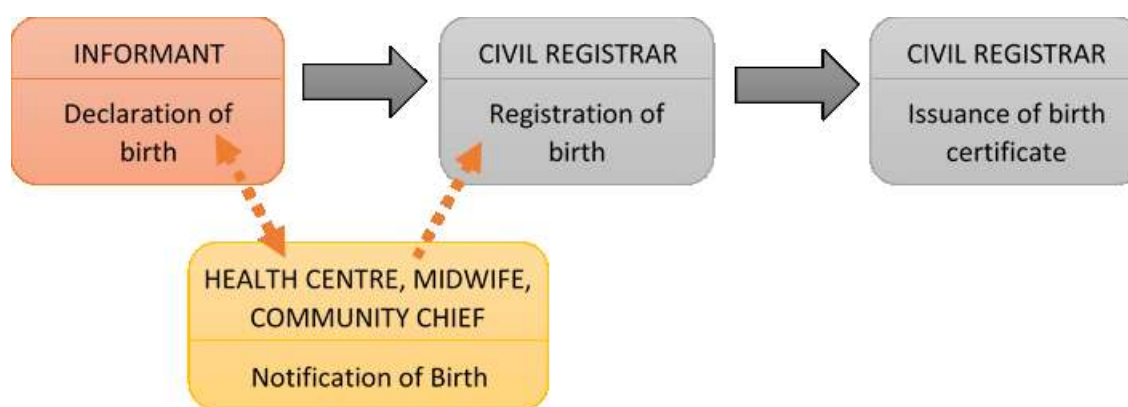 INFORMANT
Declaration of
birth
CIVIL REGISTRAR
Registration of
birth
CIVIL REGISTRAR
Issuance of birth
certificate
HEALTH CENTRE, MIDWIFE,
COMMUNITY CHIEF
Notification of Birth